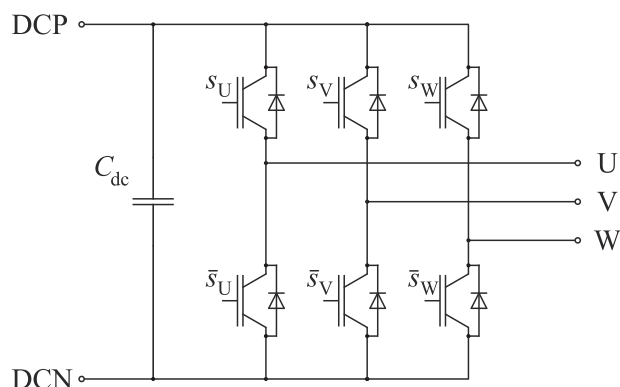 DCP
s_U s_V s_W
C_dc
U
V
W
s̄_U s̄_V s̄_W
DCN